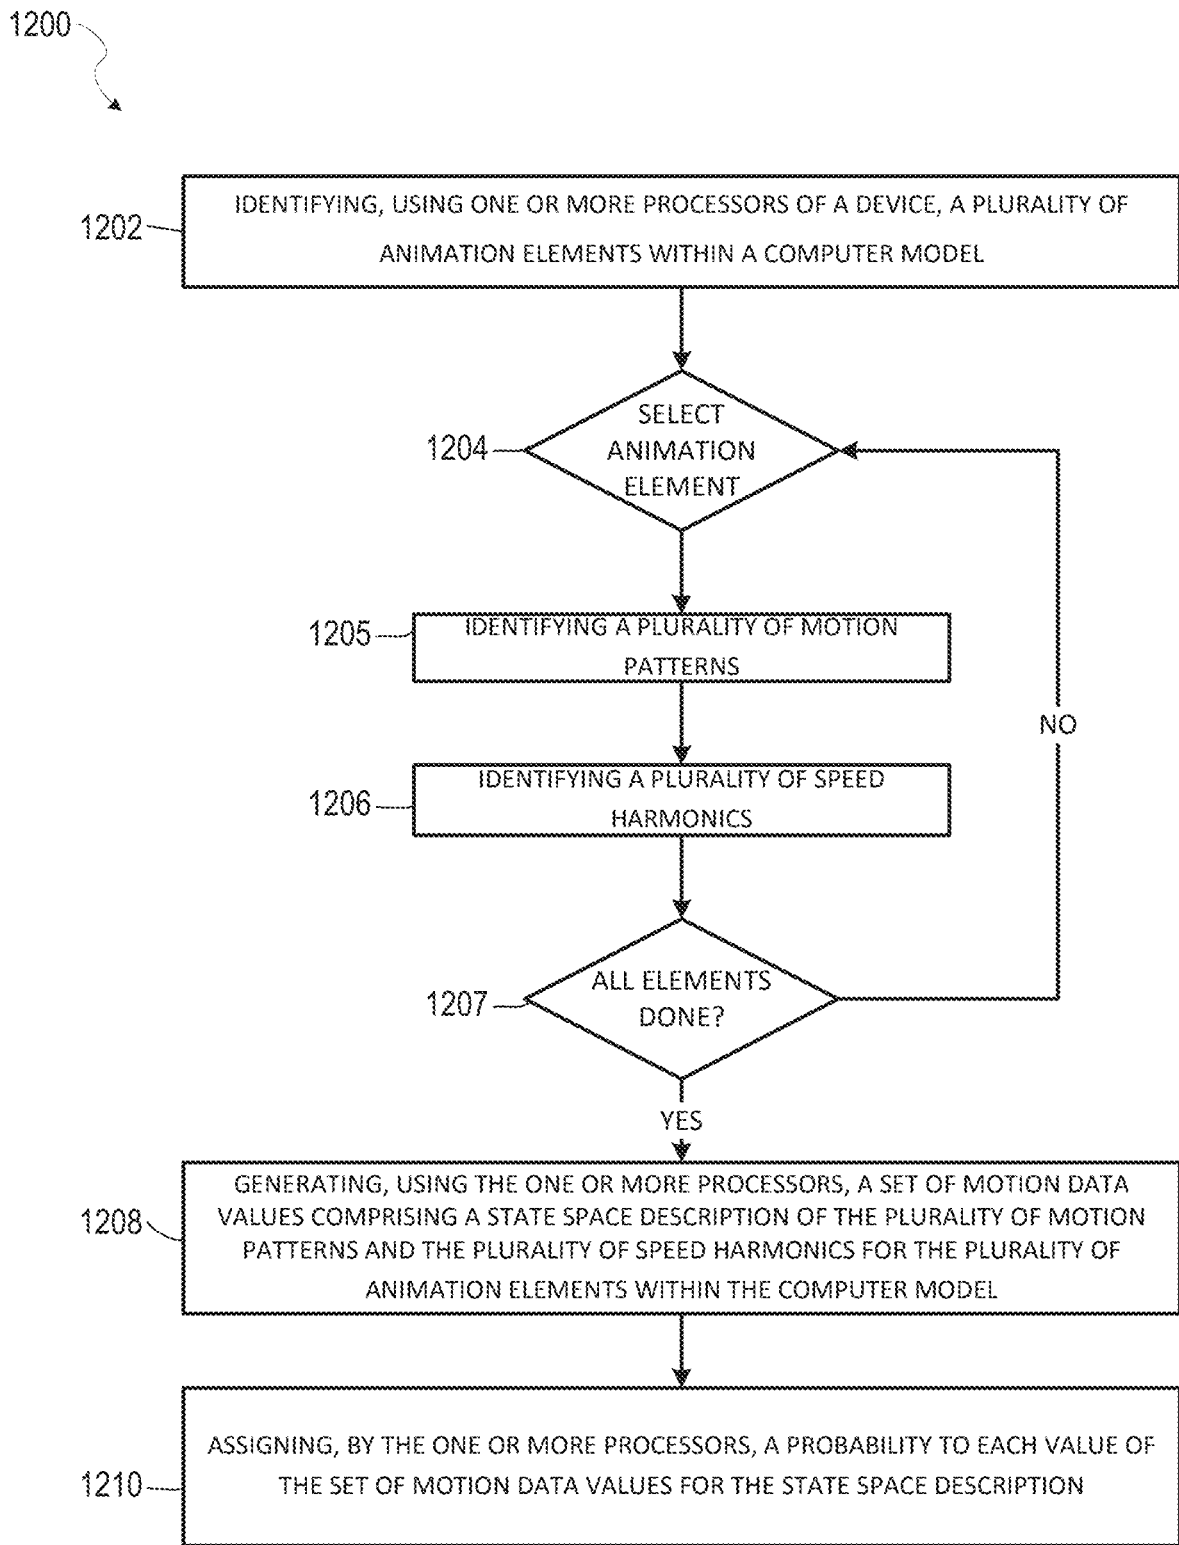 1200
1202
IDENTIFYING, USING ONE OR MORE PROCESSORS OF A DEVICE, A PLURALITY OF
ANIMATION ELEMENTS WITHIN A COMPUTER MODEL
1204
SELECT
ANIMATION
ELEMENT
1205
IDENTIFYING A PLURALITY OF MOTION
PATTERNS
NO
1206
IDENTIFYING A PLURALITY OF SPEED
HARMONICS
1207
ALL ELEMENTS
DONE?
YES
1208
GENERATING, USING THE ONE OR MORE PROCESSORS, A SET OF MOTION DATA
VALUES COMPRISING A STATE SPACE DESCRIPTION OF THE PLURALITY OF MOTION
PATTERNS AND THE PLURALITY OF SPEED HARMONICS FOR THE PLURALITY OF
ANIMATION ELEMENTS WITHIN THE COMPUTER MODEL
1210
ASSIGNING, BY THE ONE OR MORE PROCESSORS, A PROBABILITY TO EACH VALUE OF
THE SET OF MOTION DATA VALUES FOR THE STATE SPACE DESCRIPTION